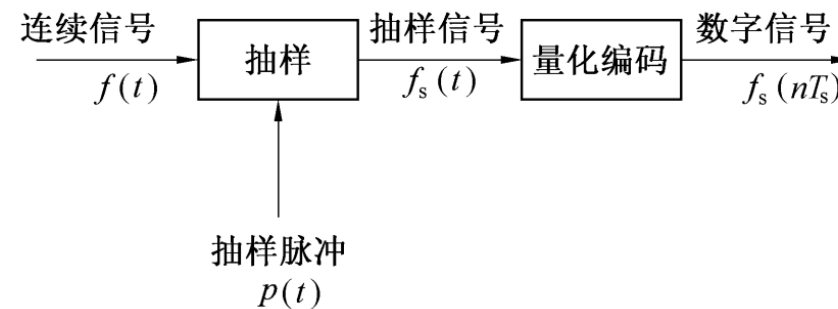 连续信号 抽样信号 数字信号
抽样 量化编码
f(t) fs(t) fs(nTs)
抽样脉冲
p(t)